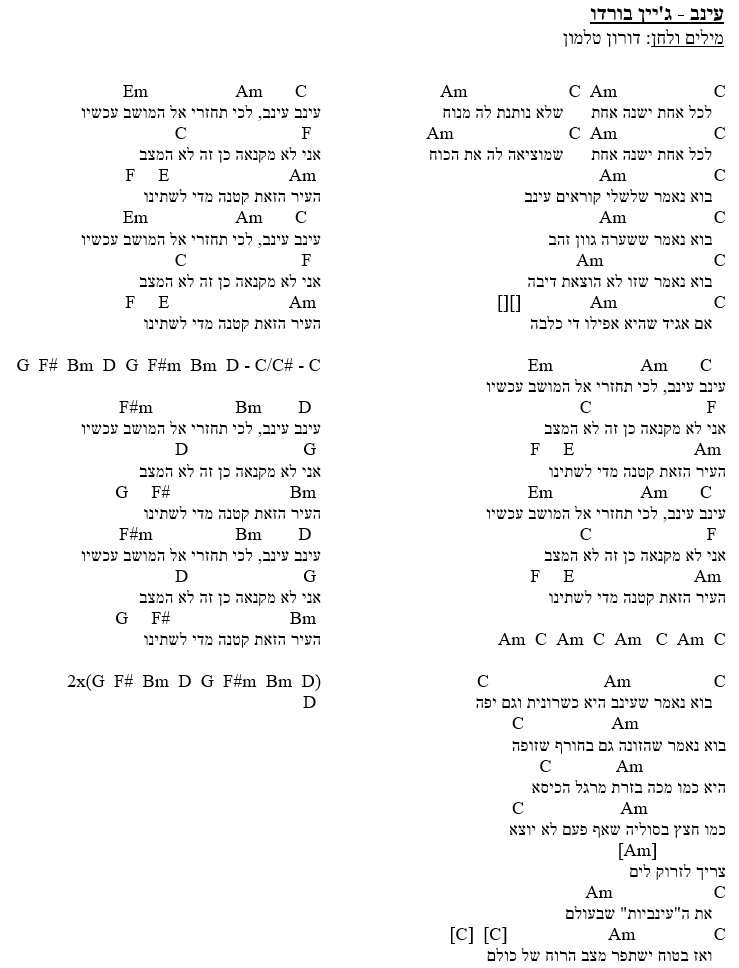 עינב - ג'יין בורדו
מילים ולחן: דורון טלמון
Am C Am C
לכל אחת ישנה אחת שלא נותנת לה מנוח
Am C Am C
לכל אחת ישנה אחת שמוציאה לה את הכוח
Am C
בוא נאמר שלשלי קוראים עינב
Am C
בוא נאמר ששערה גוון זהב
Am C
בוא נאמר שזו לא הוצאת דיבה
[][] Am C
אם אגיד שהיא אפילו די כלבה
Em Am C
עינב עינב, לכי תחזרי אל המושב עכשיו
C F
אני לא מקנאה כן זה לא המצב
F E Am
העיר הזאת קטנה מדי לשתינו
Em Am C
עינב עינב, לכי תחזרי אל המושב עכשיו
C F
אני לא מקנאה כן זה לא המצב
F E Am
העיר הזאת קטנה מדי לשתינו
Am C Am C Am C Am C
C Am C
בוא נאמר שעינב היא כשרונית וגם יפה
C Am
בוא נאמר שהזונה גם בחורף שזופה
C Am
היא כמו מכה בזרת מרגל הכיסא
C Am
כמו חצץ בסוליה שאף פעם לא יוצא
[Am]
צריך לזרוק לים
Am C
את ה"עינביות" שבעולם
[C] [C] Am C
ואז בטוח ישתפר מצב הרוח של כולם
Em Am C
עינב עינב, לכי תחזרי אל המושב עכשיו
C F
אני לא מקנאה כן זה לא המצב
F E Am
העיר הזאת קטנה מדי לשתינו
Em Am C
עינב עינב, לכי תחזרי אל המושב עכשיו
C F
אני לא מקנאה כן זה לא המצב
F E Am
העיר הזאת קטנה מדי לשתינו
G F# Bm D G F#m Bm D - C/C# - C
F#m Bm D
עינב עינב, לכי תחזרי אל המושב עכשיו
D G
אני לא מקנאה כן זה לא המצב
G F# Bm
העיר הזאת קטנה מדי לשתינו
F#m Bm D
עינב עינב, לכי תחזרי אל המושב עכשיו
D G
אני לא מקנאה כן זה לא המצב
G F# Bm
העיר הזאת קטנה מדי לשתינו
2x(G F# Bm D G F#m Bm D)
D